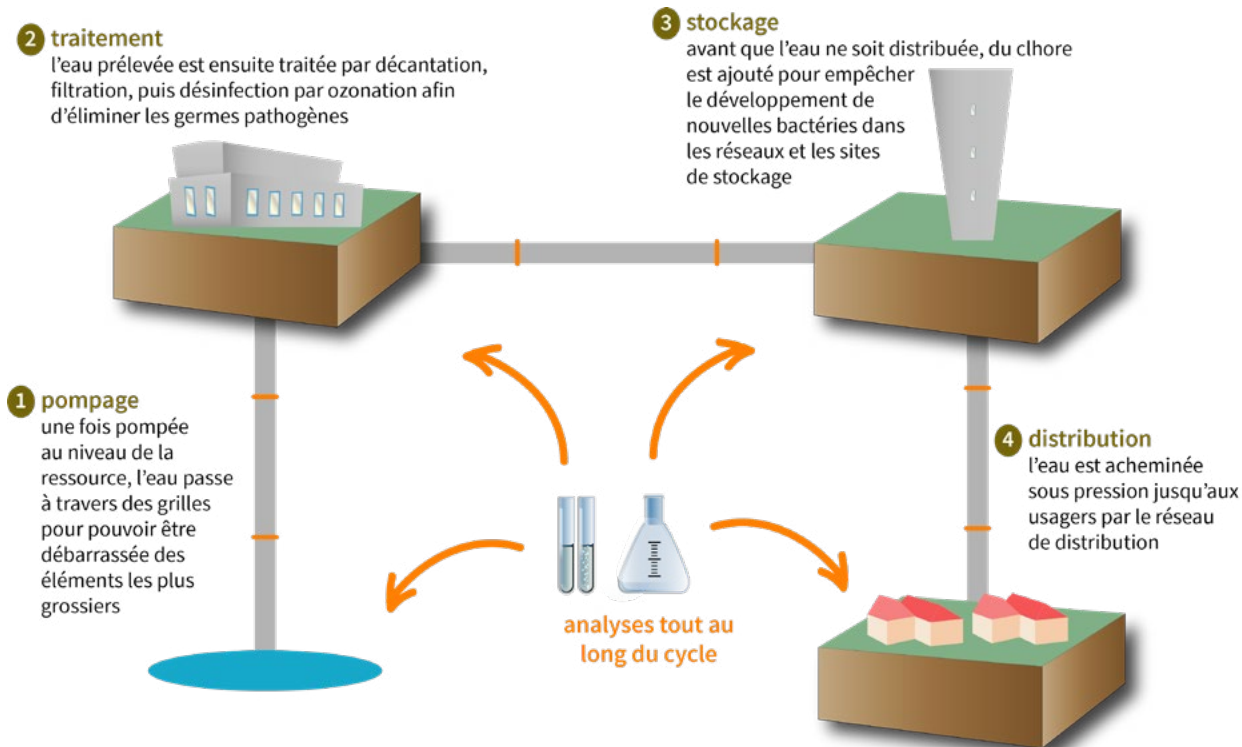 2 traitement
l'eau prélevée est ensuite traitée par décantation,
filtration, puis désinfection par ozonation afin
d'éliminer les germes pathogènes
3 stockage
avant que l'eau ne soit distribuée, du clhore
est ajouté pour empêcher
le développement de
nouvelles bactéries dans
les réseaux et les sites
de stockage
1 pompage
une fois pompée
au niveau de la
ressource, l'eau passe
à travers des grilles
pour pouvoir être
débarrassée des
éléments les plus
grossiers
4 distribution
l'eau est acheminée
sous pression jusqu'aux
usagers par le réseau
de distribution
analyses tout au
long du cycle